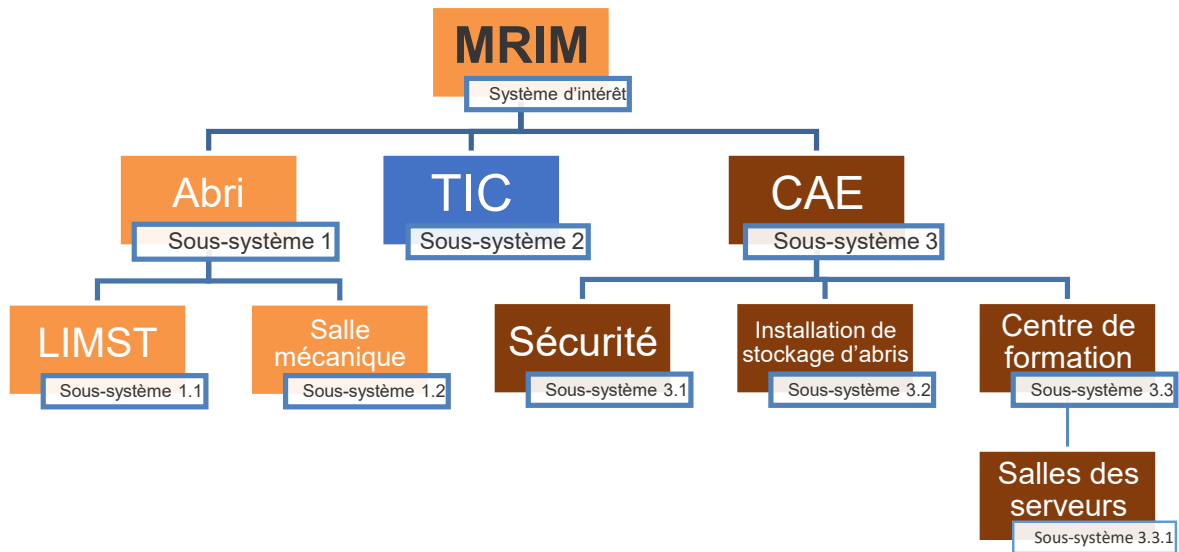 MRIM
Système d'intérêt
Abri
Sous-système 1
TIC
Sous-système 2
CAE
Sous-système 3
LIMST
Sous-système 1.1
Salle
mécanique
Sous-système 1.2
Sécurité
Sous-système 3.1
Installation de
stockage d'abris
Sous-système 3.2
Centre de
formation
Sous-système 3.3
Salles des
serveurs
Sous-système 3.3.1